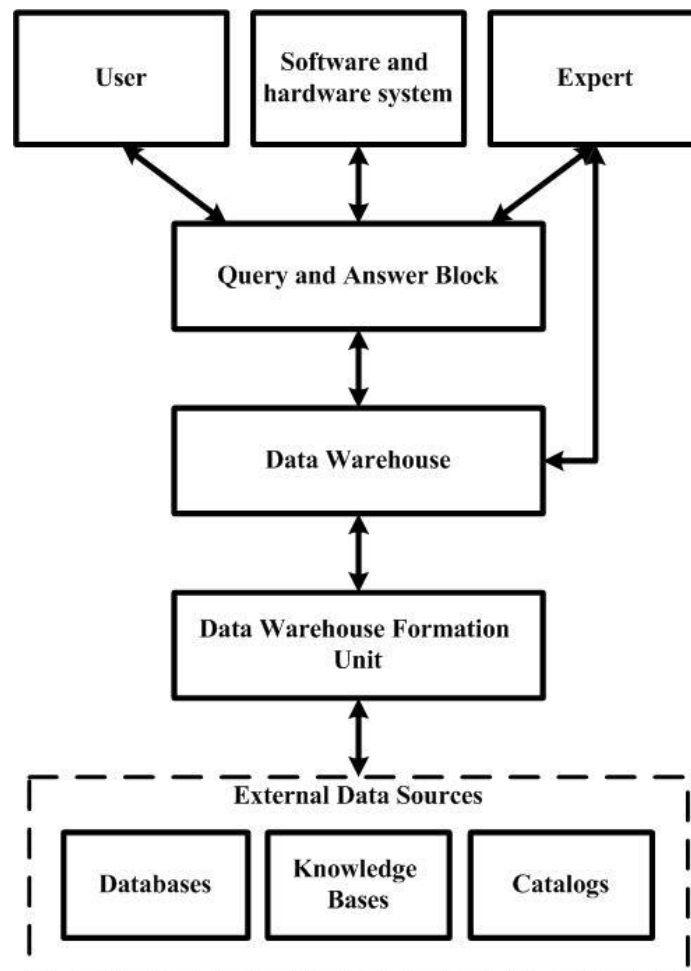 User
Software and
hardware system
Expert
Query and Answer Block
Data Warehouse
Data Warehouse Formation
Unit
External Data Sources
Databases
Knowledge
Bases
Catalogs